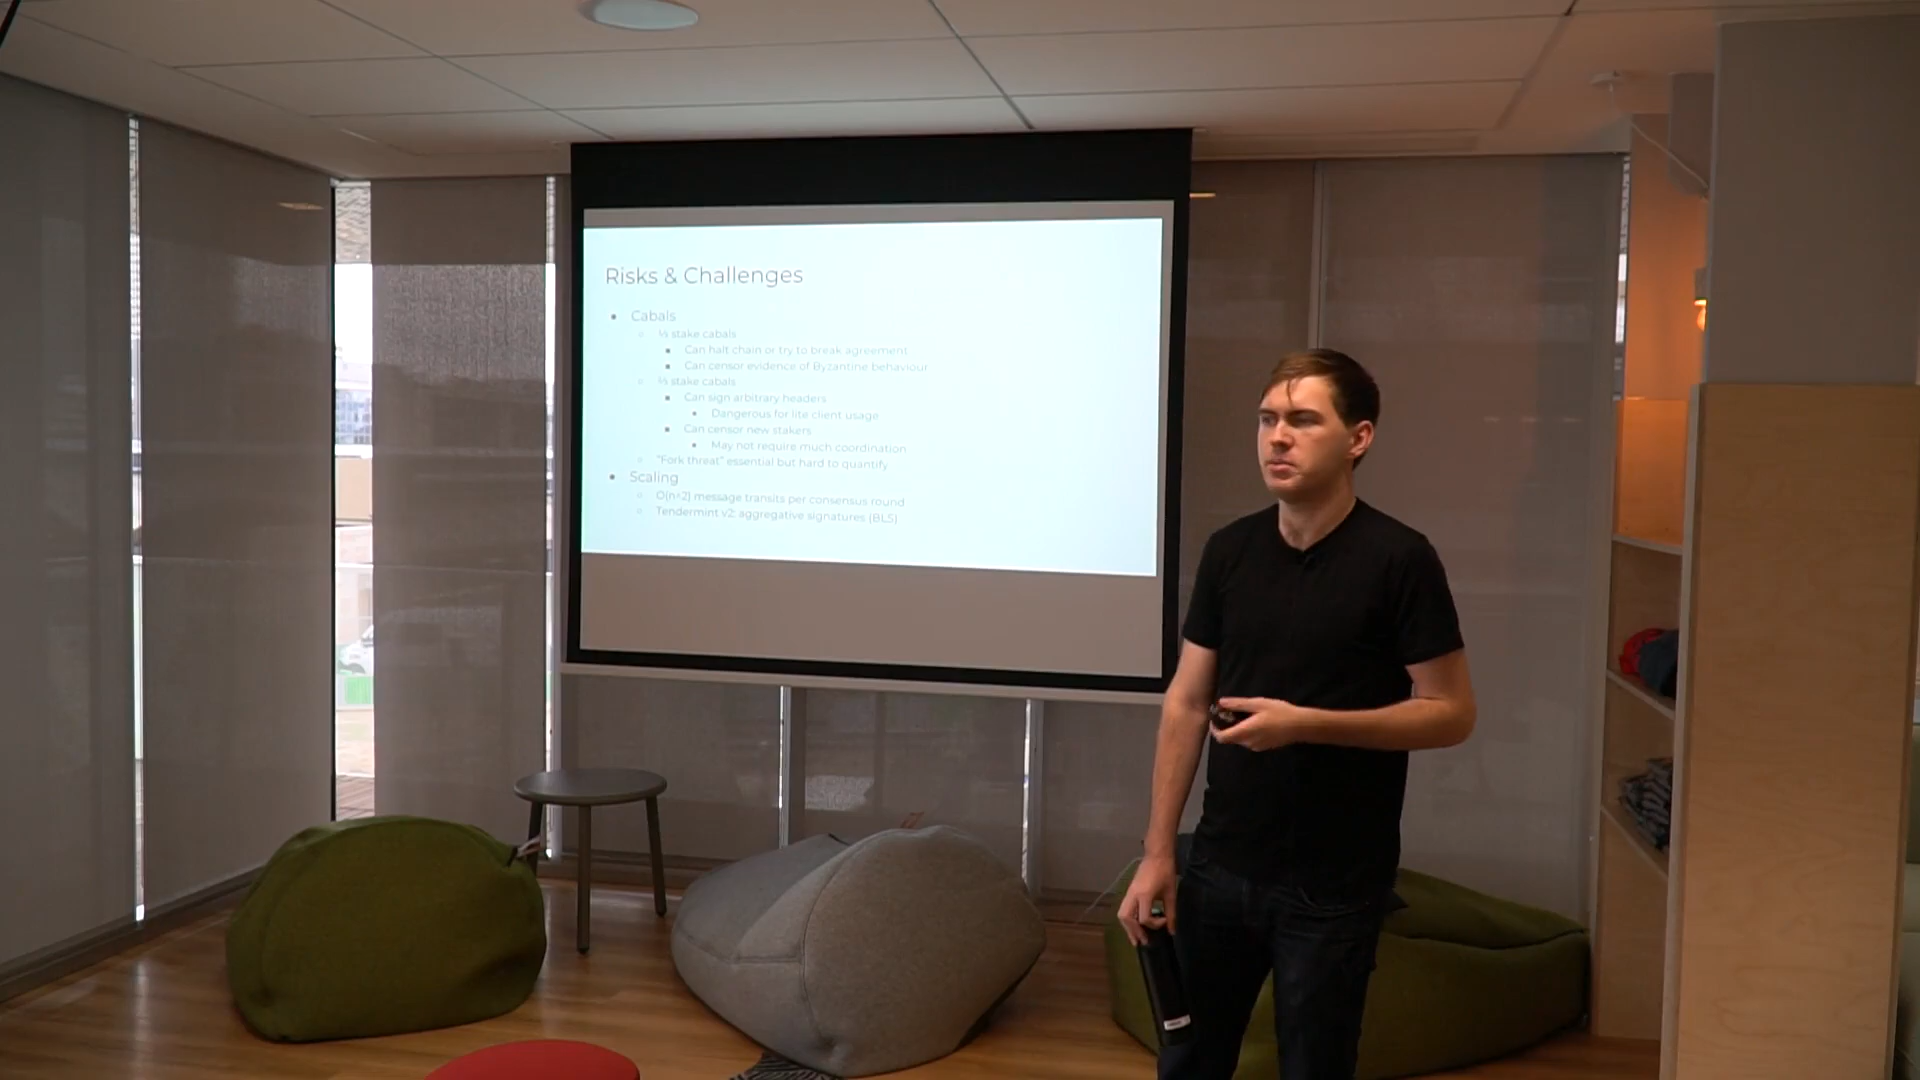 Risks & Challenges
● Cabals
○ ⅓ stake cabals
■ Can halt chain or try to break agreement
■ Can censor evidence of Byzantine behaviour
○ ⅔ stake cabals
■ Can sign arbitrary headers
● Dangerous for lite client usage
■ Can censor new stakers
● May not require much coordination
○ "Fork threat" essential but hard to quantify
● Scaling
○ O(n^2) message transits per consensus round
○ Tendermint v2: aggregative signatures (BLS)